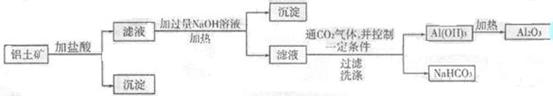 铝土矿
加盐酸
滤液
沉淀
加过量NaOH溶液
加热
沉淀
滤液
通CO₂气体,并控制
一定条件
过滤
洗涤
Al(OH)₃
加热
Al₂O₃
NaHCO₃